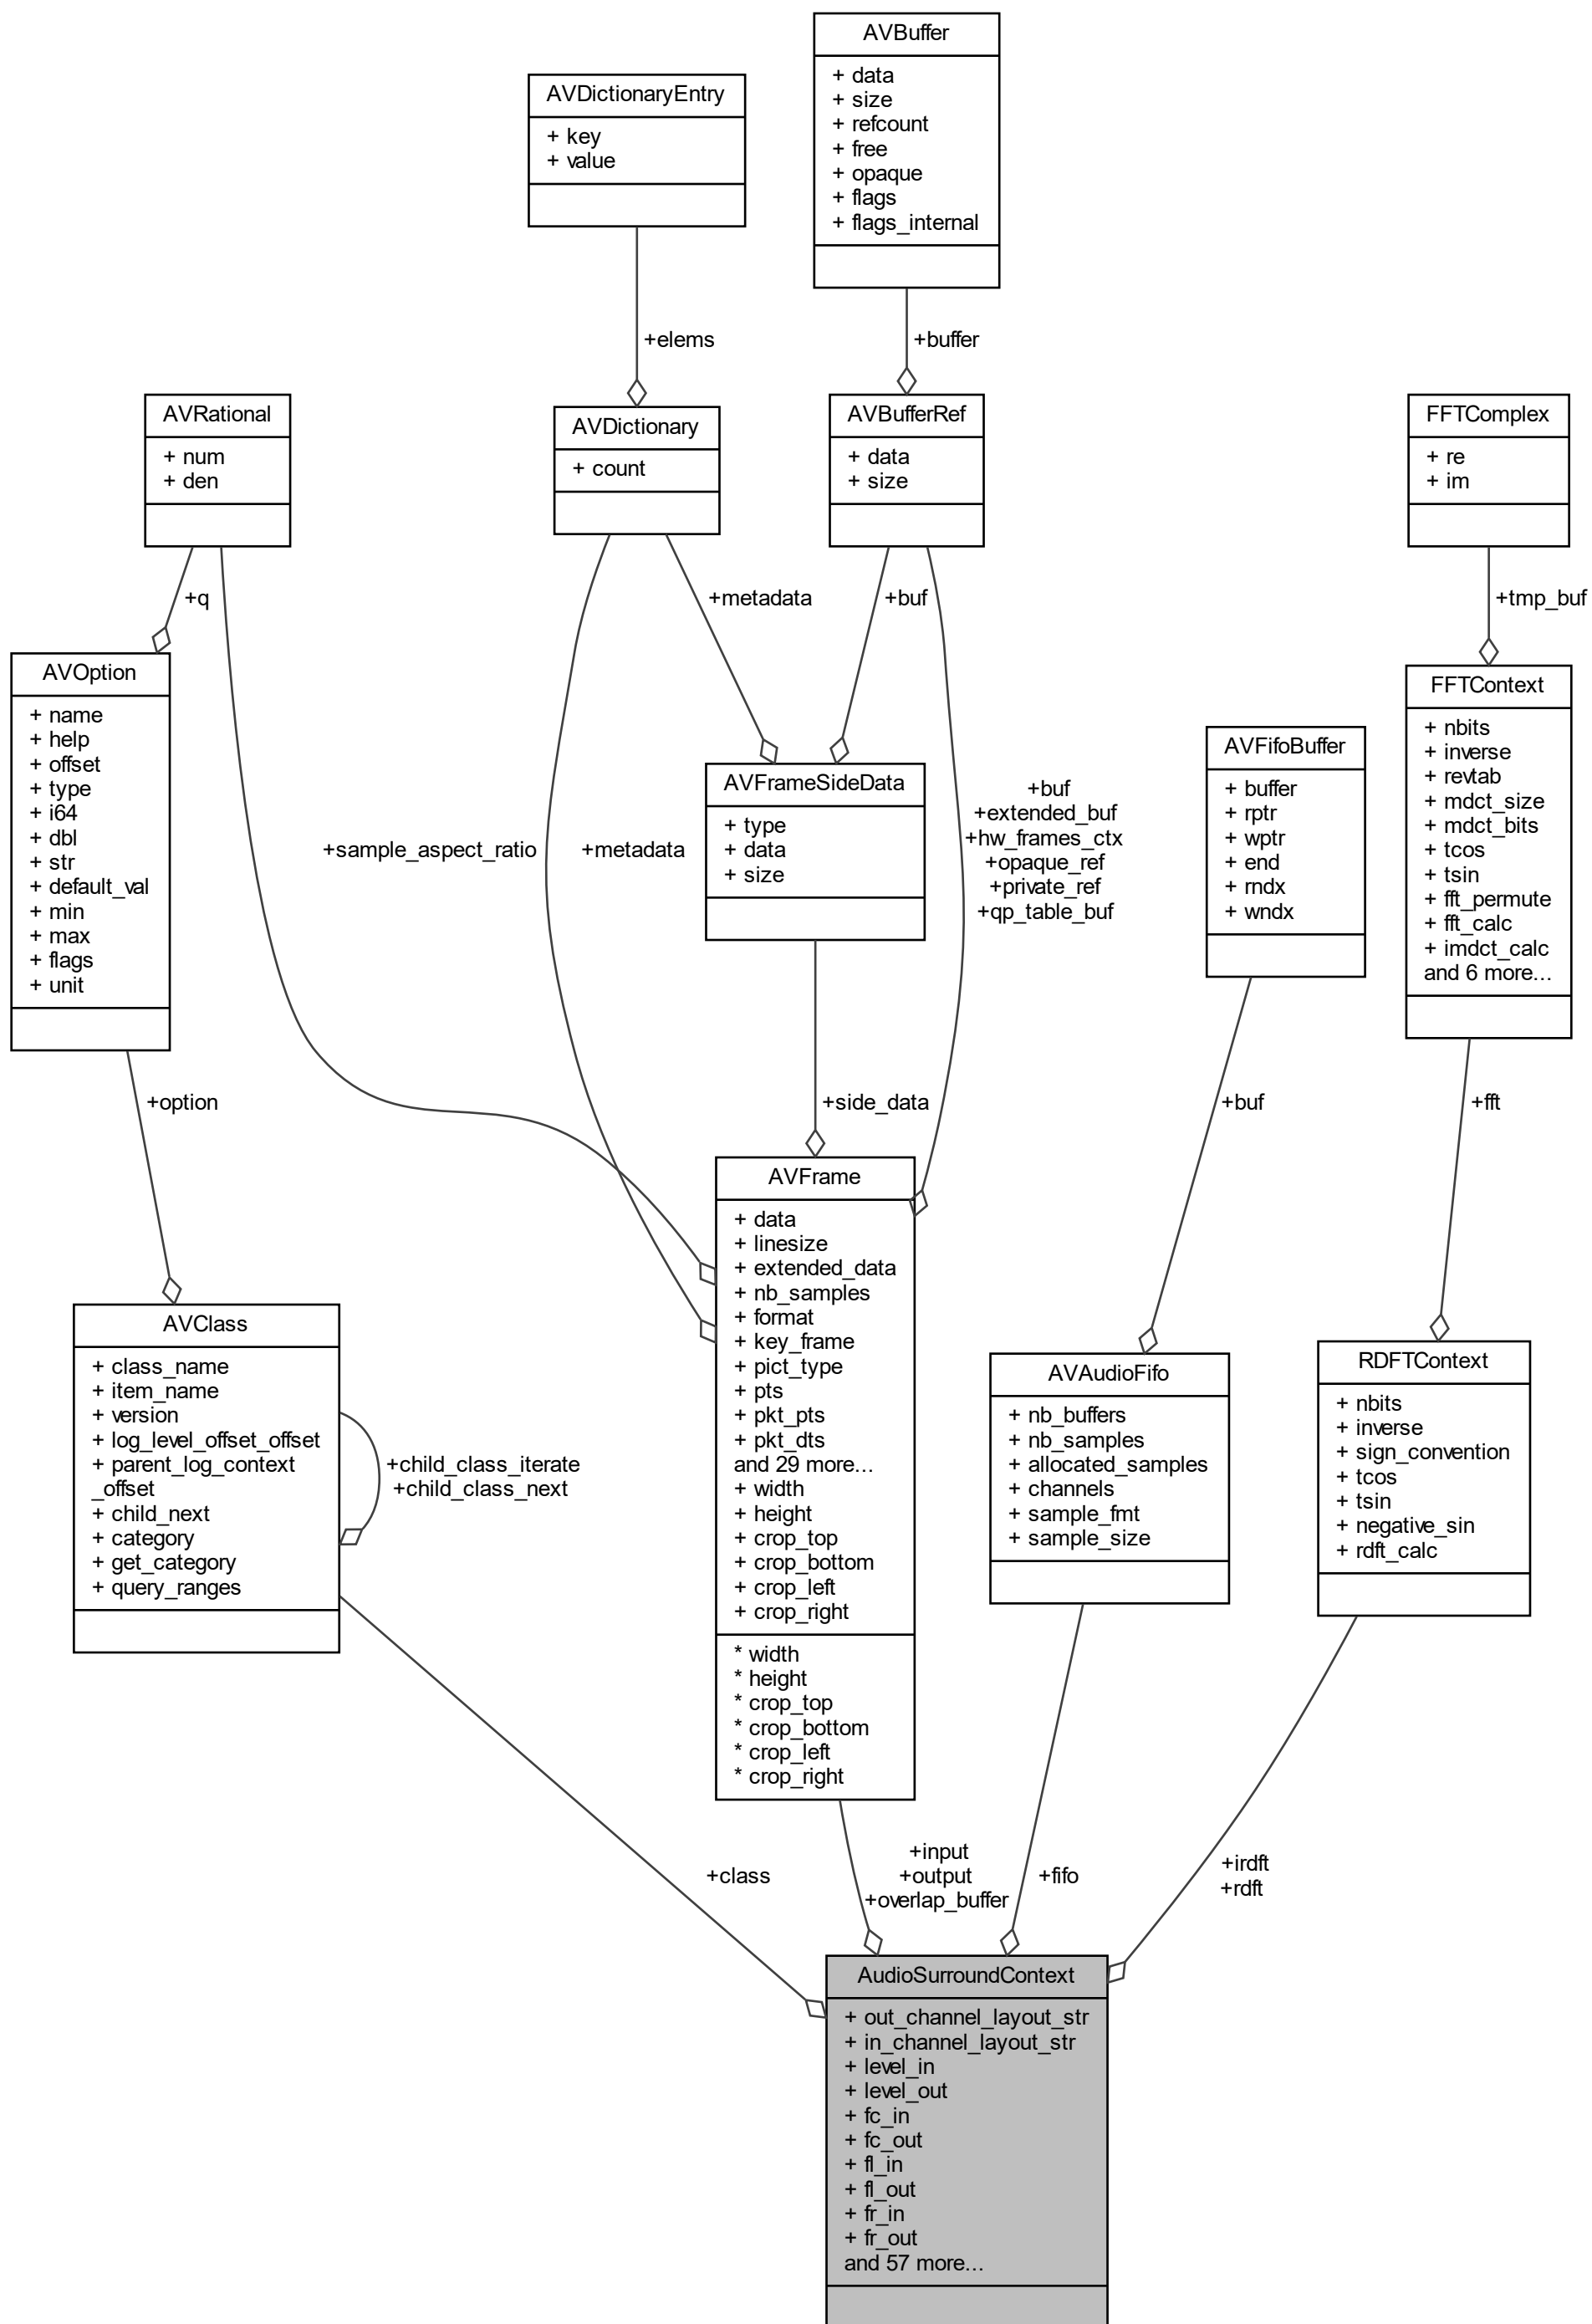 AVBuffer
+ data
+ size
+ refcount
+ free
+ opaque
+ flags
+ flags_internal
AVDictionaryEntry
+ key
+ value
+elems
+buffer
AVRational
+ num
+ den
AVDictionary
+ count
AVBufferRef
+ data
+ size
FFTComplex
+ re
+ im
+q
+metadata
+buf
+tmp_buf
AVOption
+ name
+ help
+ offset
+ type
+ i64
+ dbl
+ str
+ default_val
+ min
+ max
+ flags
+ unit
+sample_aspect_ratio
+metadata
AVFrameSideData
+ type
+ data
+ size
+buf
+extended_buf
+hw_frames_ctx
+opaque_ref
+private_ref
+qp_table_buf
AVFifoBuffer
+ buffer
+ rptr
+ wptr
+ end
+ rndx
+ wndx
FFTContext
+ nbits
+ inverse
+ revtab
+ mdct_size
+ mdct_bits
+ tcos
+ tsin
+ fft_permute
+ fft_calc
+ imdct_calc
and 6 more...
+option
+side_data
+buf
+fft
AVClass
+ class_name
+ item_name
+ version
+ log_level_offset_offset
+ parent_log_context
_offset
+ child_next
+ category
+ get_category
+ query_ranges
+child_class_iterate
+child_class_next
AVFrame
+ data
+ linesize
+ extended_data
+ nb_samples
+ format
+ key_frame
+ pict_type
+ pts
+ pkt_pts
+ pkt_dts
and 29 more...
+ width
+ height
+ crop_top
+ crop_bottom
+ crop_left
+ crop_right
* width
* height
* crop_top
* crop_bottom
* crop_left
* crop_right
AVAudioFifo
+ nb_buffers
+ nb_samples
+ allocated_samples
+ channels
+ sample_fmt
+ sample_size
RDFTContext
+ nbits
+ inverse
+ sign_convention
+ tcos
+ tsin
+ negative_sin
+ rdft_calc
+class
+input
+output
+overlap_buffer
+fifo
+irdft
+rdft
AudioSurroundContext
+ out_channel_layout_str
+ in_channel_layout_str
+ level_in
+ level_out
+ fc_in
+ fc_out
+ fl_in
+ fl_out
+ fr_in
+ fr_out
and 57 more...